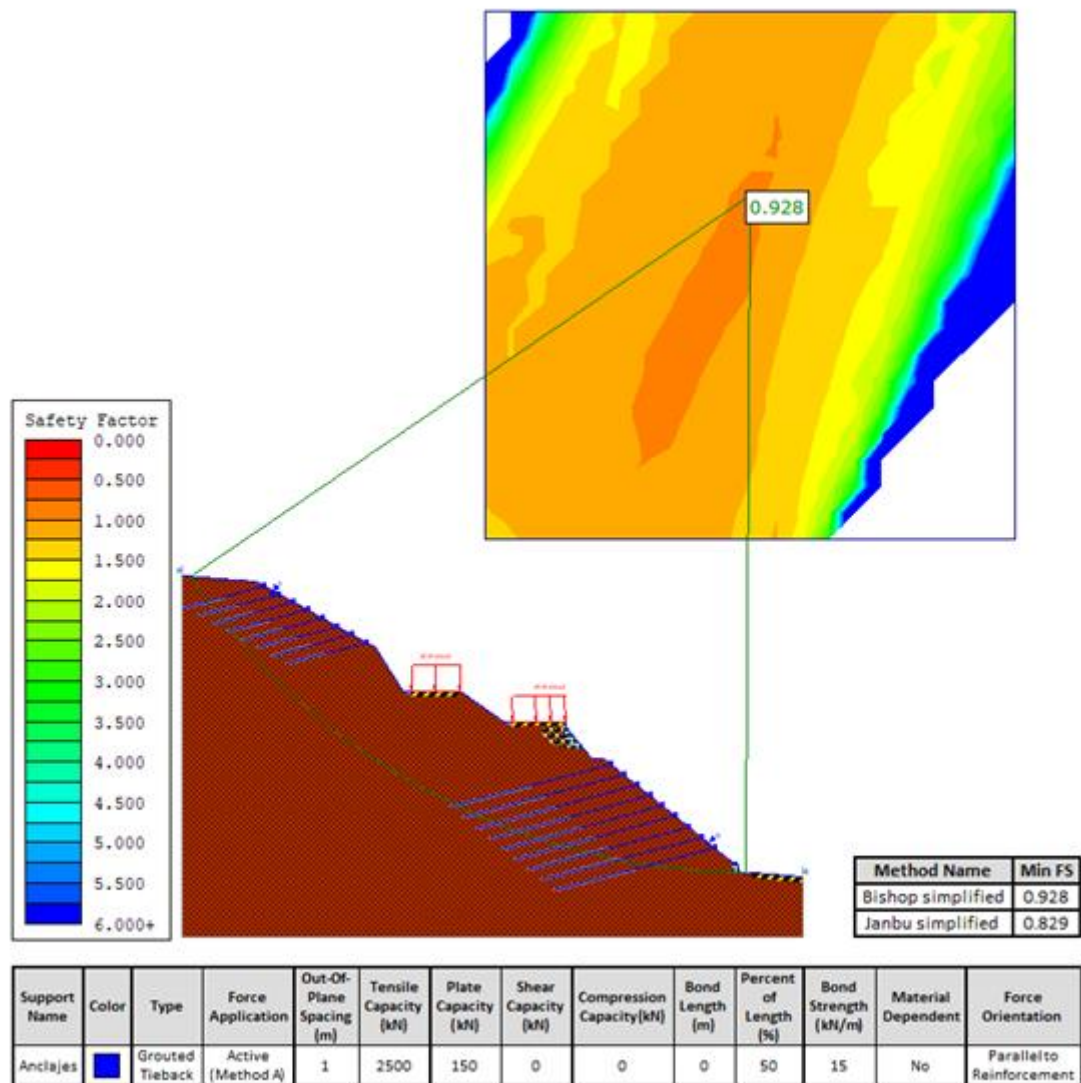 0.928
Safety Factor
0.000
0.500
1.000
1.500
2.000
2.500
3.000
3.500
4.000
4.500
5.000
5.500
6.000+
Method Name Min FS
Bishop simplified 0.928
Janbu simplified 0.829
Support Name Color Type Force Application Out-Of-Plane Spacing (m) Tensile Capacity (kN) Plate Capacity (kN) Shear Capacity (kN) Compression Capacity(kN) Bond Length (m) Percent of Length (%) Bond Strength (kN/m) Material Dependent Force Orientation
Anclajes Grouted Tieback Active (Method A) 1 2500 150 0 0 0 50 15 No Parallel to Reinforcement